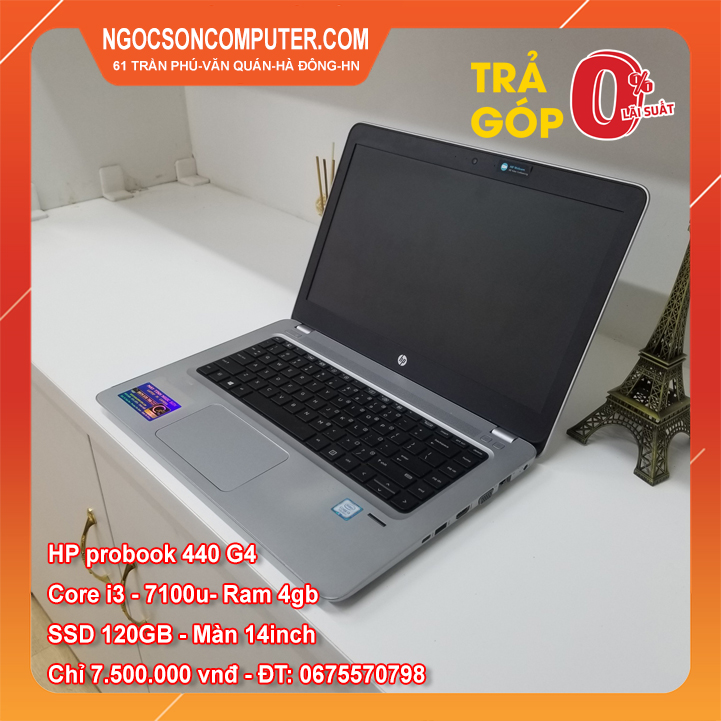 NGOCSONCOMPUTER.COM
61 TRẦN PHÚ-VĂN QUÁN-HÀ ĐÔNG-HN
TRẢ
GÓP
0%
LÃI SUẤT
hp
HP probook 440 G4
Core i3 - 7100u- Ram 4gb
SSD 120GB - Màn 14inch
Chỉ 7.500.000 vnđ - ĐT: 0675570798